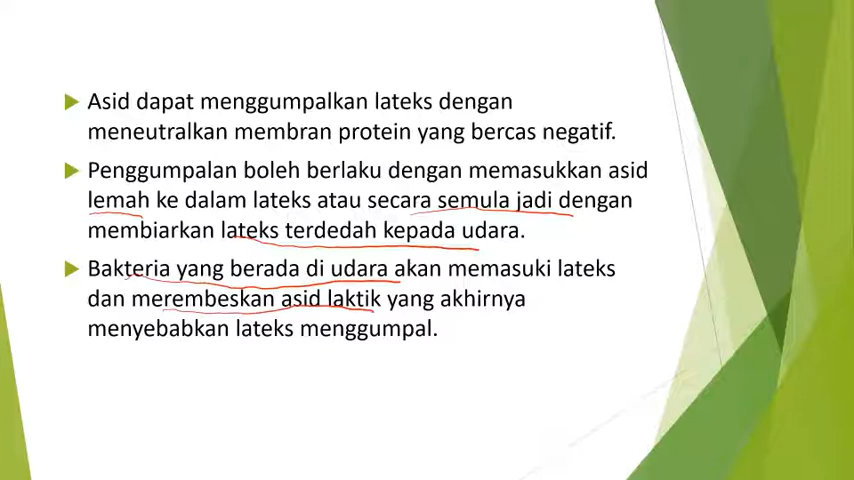 Asid dapat menggumpalkan lateks dengan
meneutralkan membran protein yang bercas negatif.
Penggumpalan boleh berlaku dengan memasukkan asid
lemah ke dalam lateks atau secara semula jadi dengan
membiarkan lateks terdedah kepada udara.
Bakteria yang berada di udara akan memasuki lateks
dan merembeskan asid laktik yang akhirnya
menyebabkan lateks menggumpal.